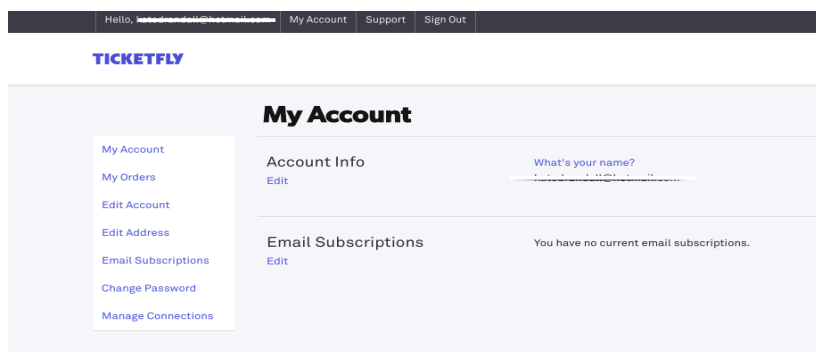 Hello,
My Account
Support
Sign Out
TICKETFLY
My Account
My Account
My Orders
Edit Account
Edit Address
Email Subscriptions
Change Password
Manage Connections
Account Info
Edit
What's your name?
Email Subscriptions
Edit
You have no current email subscriptions.